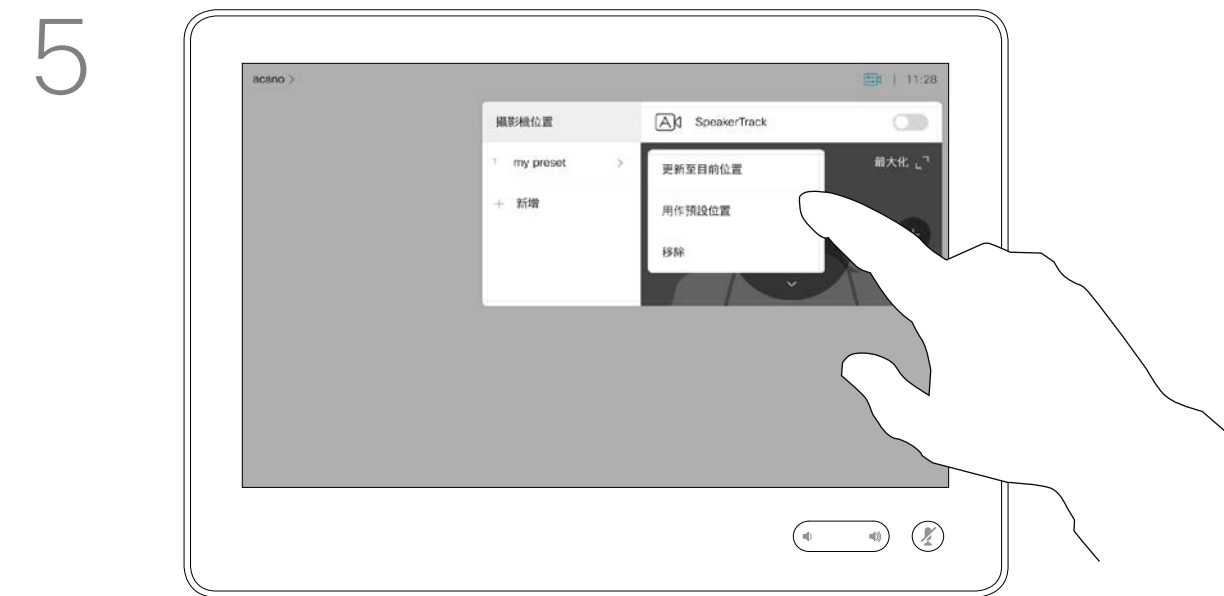 5
acano >
11:28
攝影機位置
SpeakerTrack
1 my preset >
更新至目前位置
最大化
+ 新增
用作預設位置
移除